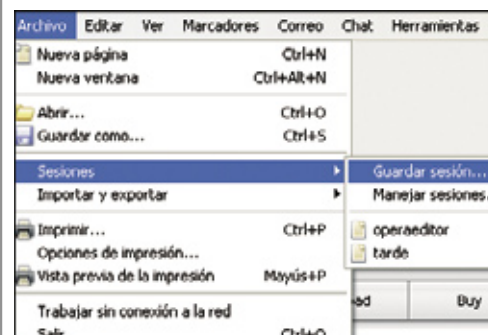 Archivo Editar Ver Marcadores Correo Chat Herramientas
Nueva página Ctrl+N
Nueva ventana Ctrl+Alt+N
Abrir... Ctrl+O
Guardar como... Ctrl+S
Sesiones Guardar sesión...
Importar y exportar Manejar sesiones.
Imprimir... Ctrl+P operaeditor
Opciones de impresión... tarde
Vista previa de la impresión Mayús+P
ad Buy
Trabajar sin conexión a la red
Salir Ctrl+Q